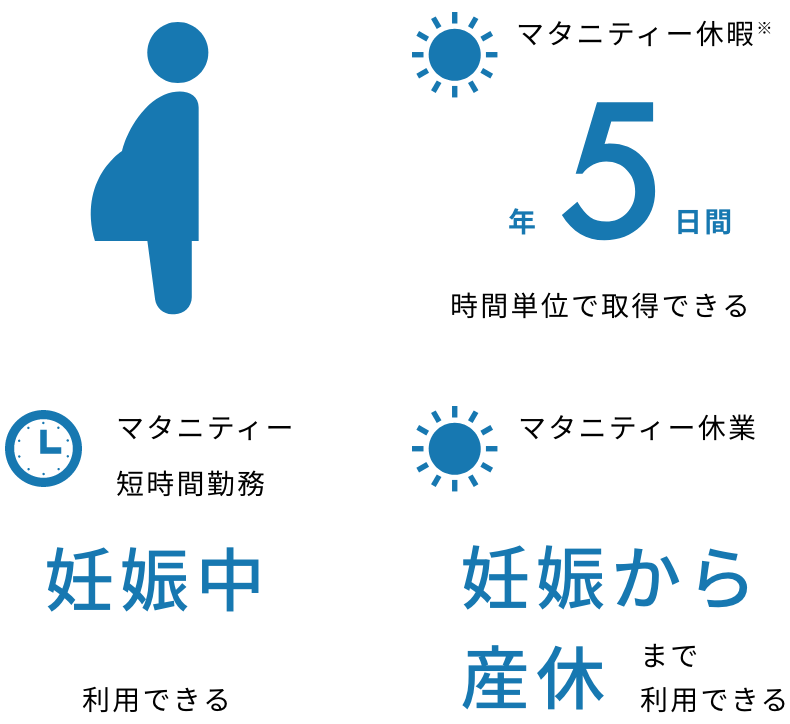 マタニティー休暇※
年 5 日間
時間単位で取得できる
マタニティー
短時間勤務
妊娠中
利用できる
マタニティー休業
妊娠から
産休 まで
利用できる